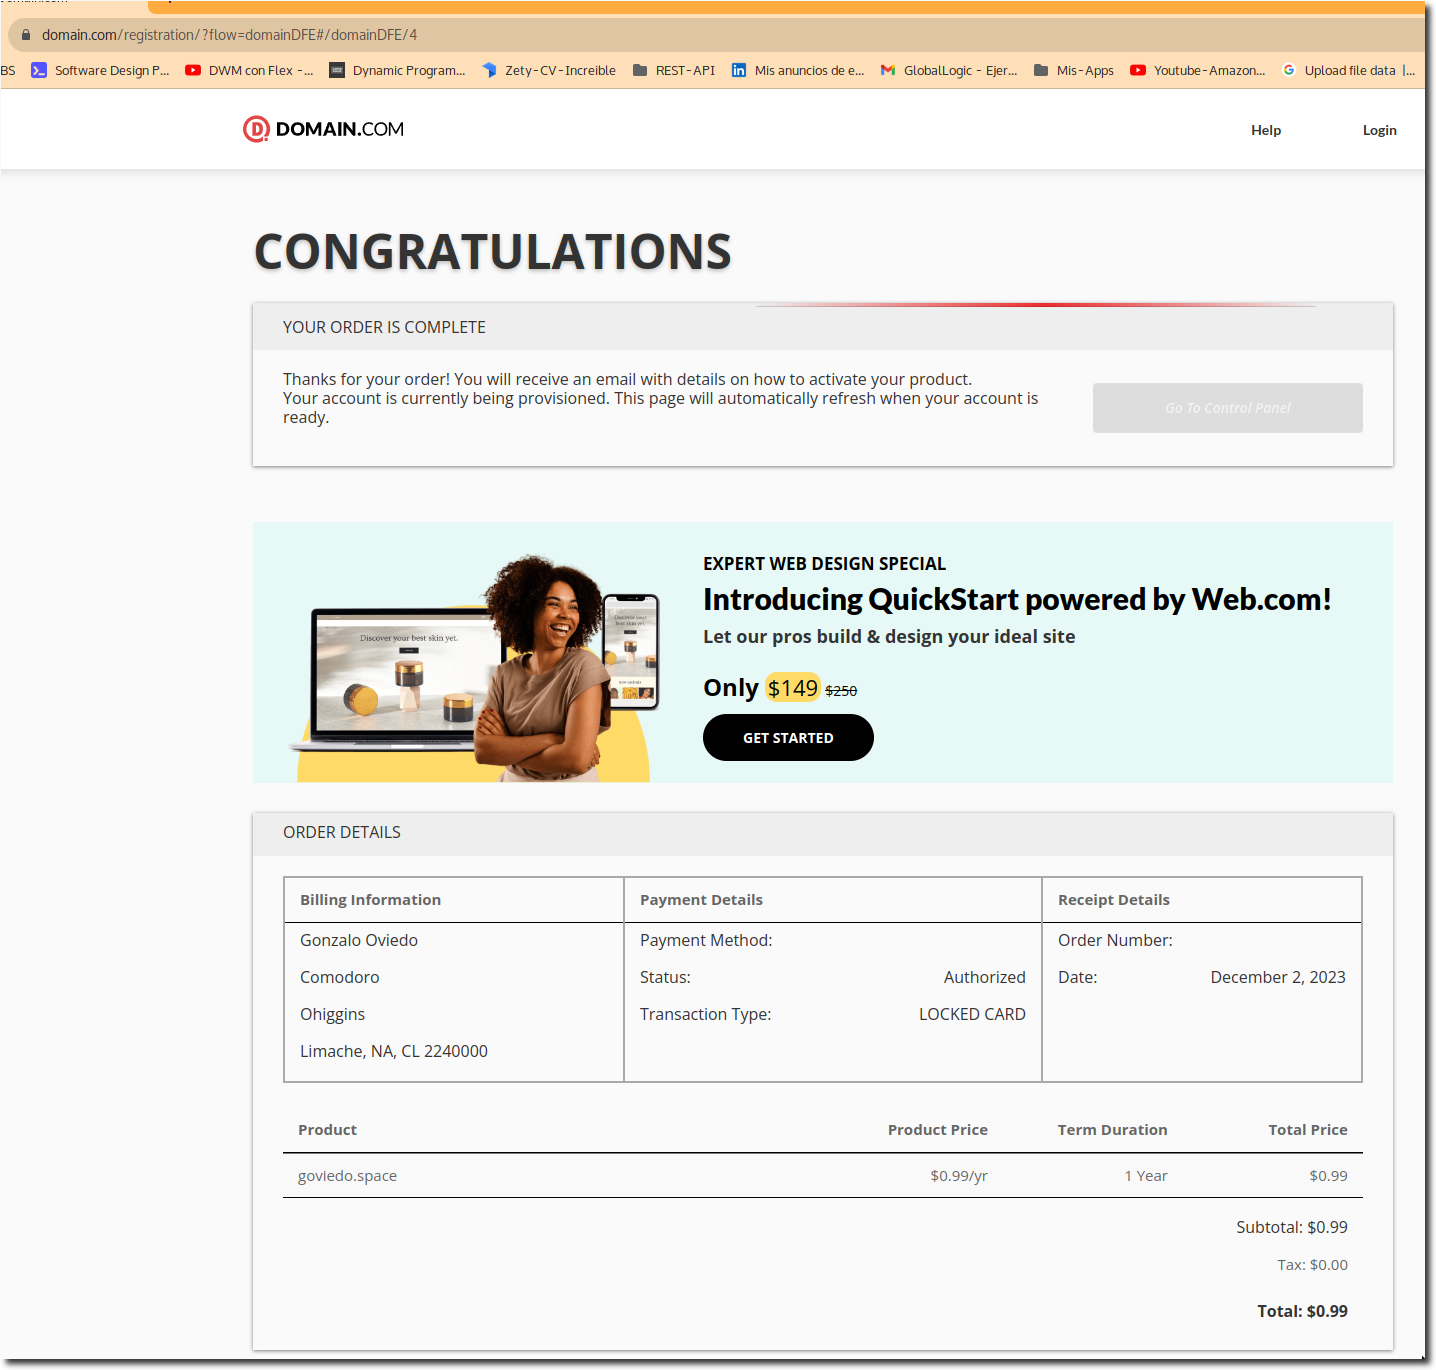 domain.com/registration/?flow=domainDFE#/domainDFE/4
BS Software Design P... DWM con Flex -... Dynamic Program... Zety-CV-Increible REST-API Mis anuncios de e... GlobalLogic - Ejer... Mis-Apps Youtube-Amazon... Upload file data |...
DOMAIN.COM Help Login
CONGRATULATIONS
YOUR ORDER IS COMPLETE
Thanks for your order! You will receive an email with details on how to activate your product.
Your account is currently being provisioned. This page will automatically refresh when your account is
ready.
Go To Control Panel
EXPERT WEB DESIGN SPECIAL
Introducing QuickStart powered by Web.com!
Let our pros build & design your ideal site
Discover your best skin yet.
Discover your
best skin yet.
Only $149 $250
GET STARTED
ORDER DETAILS
Billing Information Payment Details Receipt Details
Gonzalo Oviedo Payment Method: Order Number:
Comodoro Status: Authorized Date: December 2, 2023
Ohiggins Transaction Type: LOCKED CARD
Limache, NA, CL 2240000
Product Product Price Term Duration Total Price
goviedo.space $0.99/yr 1 Year $0.99
Subtotal: $0.99
Tax: $0.00
Total: $0.99